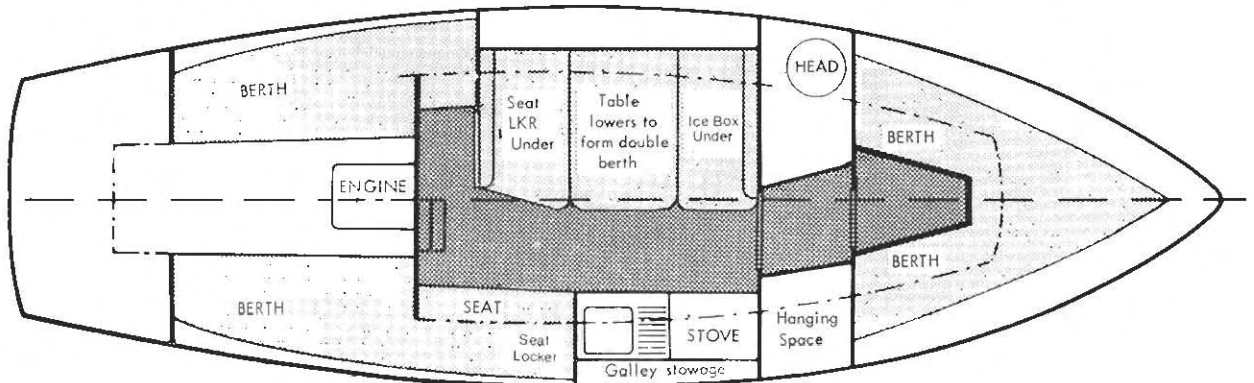 BERTH
Seat
LKR
Under
Table
lowers to
form double
berth
Ice Box
Under
HEAD
BERTH
ENGINE
BERTH
BERTH
SEAT
Seat
Locker
STOVE
Hanging
Space
Galley stowage